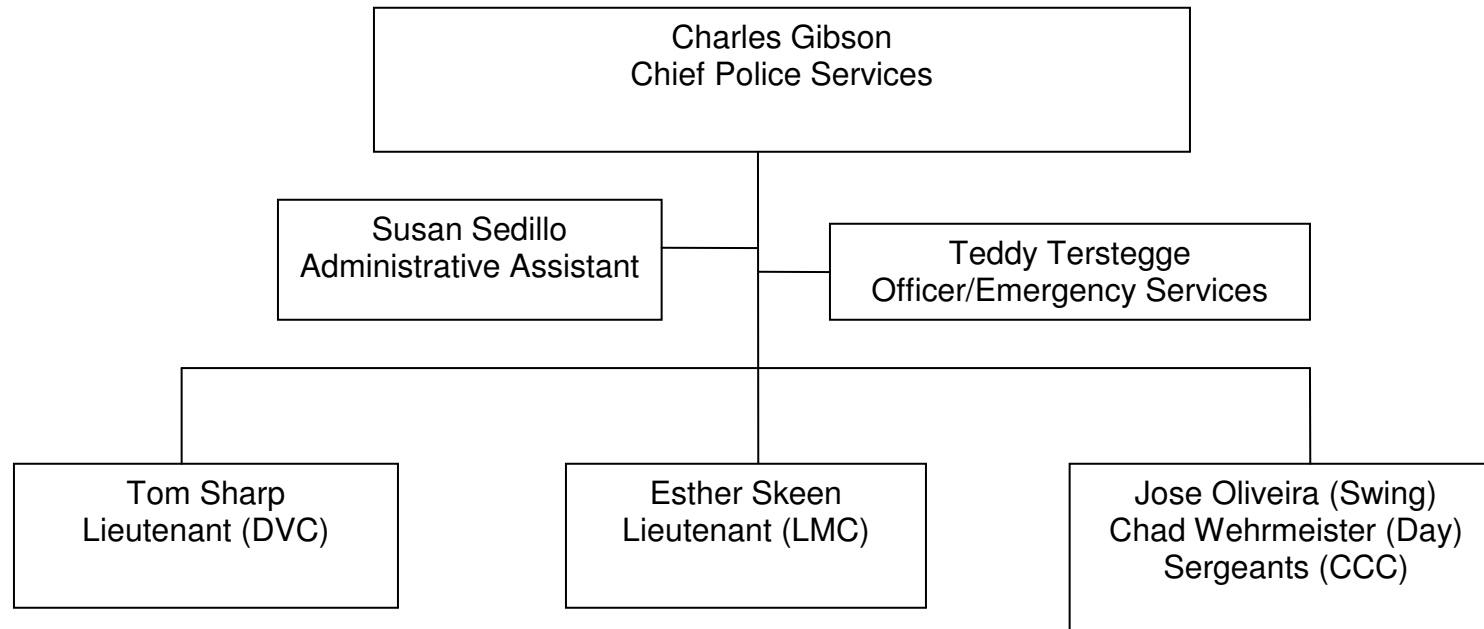 Charles Gibson
Chief Police Services
Susan Sedillo
Administrative Assistant
Teddy Terstegge
Officer/Emergency Services
Tom Sharp
Lieutenant (DVC)
Esther Skeen
Lieutenant (LMC)
Jose Oliveira (Swing)
Chad Wehrmeister (Day)
Sergeants (CCC)